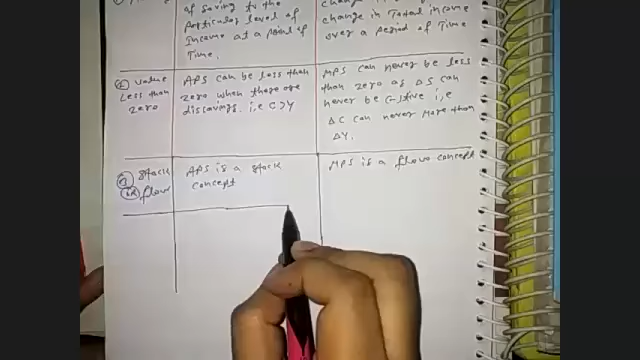 of saving to the
particular level of
income at a point of
Time.
change in Total income
over a period of Time
② value
Less than
zero
APS can be less than
zero when there are
dissavings. i.e C>Y
MPS can never be less
than zero as ΔS can
never be (-)tive i,e
ΔC can never more than
ΔY.
stock
or flow
APS is a stock
concept
MPS is a flow concept